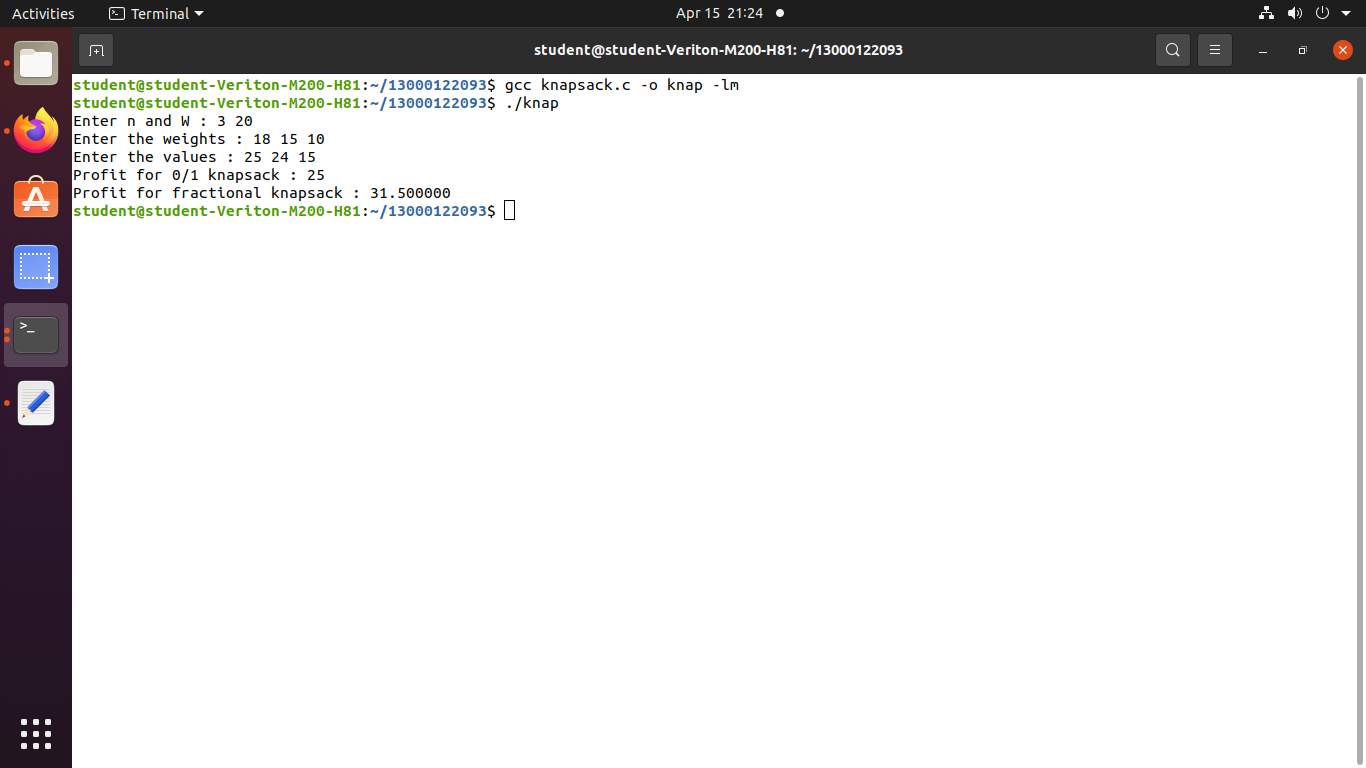 Activities
Terminal
Apr 15 21:24
student@student-Veriton-M200-H81: ~/13000122093
student@student-Veriton-M200-H81:~/13000122093$ gcc knapsack.c -o knap -lm
student@student-Veriton-M200-H81:~/13000122093$ ./knap
Enter n and W : 3 20
Enter the weights : 18 15 10
Enter the values : 25 24 15
Profit for 0/1 knapsack : 25
Profit for fractional knapsack : 31.500000
student@student-Veriton-M200-H81:~/13000122093$